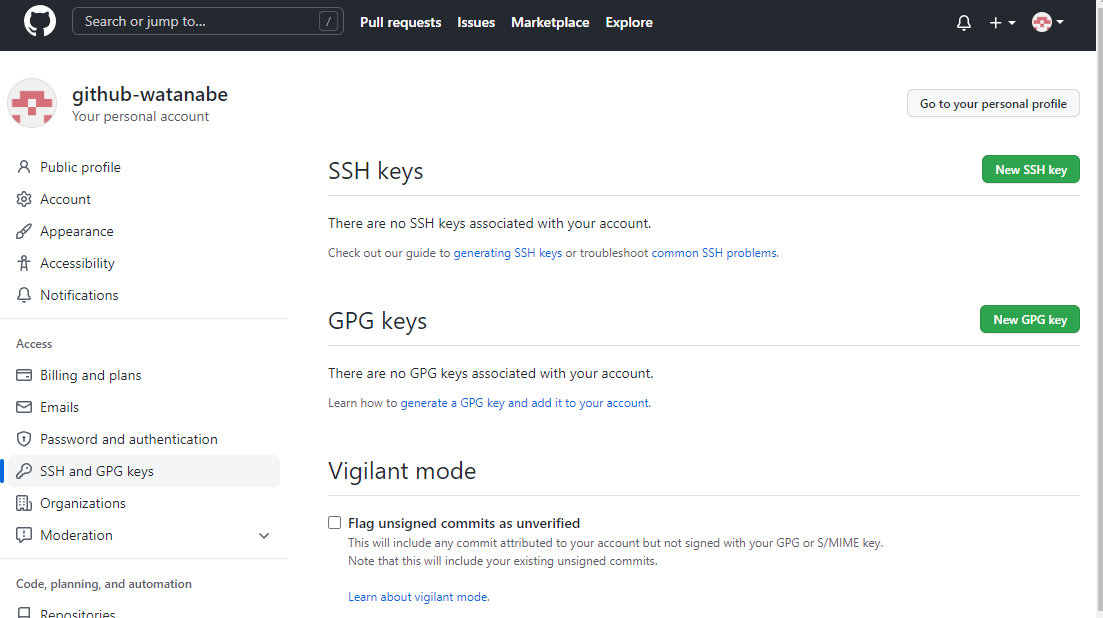 Search or jump to...
/
Pull requests
Issues
Marketplace
Explore
github-watanabe
Your personal account
Go to your personal profile
Public profile
Account
Appearance
Accessibility
Notifications
Access
Billing and plans
Emails
Password and authentication
SSH and GPG keys
Organizations
Moderation
Code, planning, and automation
Repositories
SSH keys
New SSH key
There are no SSH keys associated with your account.
Check out our guide to generating SSH keys or troubleshoot common SSH problems.
GPG keys
New GPG key
There are no GPG keys associated with your account.
Learn how to generate a GPG key and add it to your account.
Vigilant mode
Flag unsigned commits as unverified
This will include any commit attributed to your account but not signed with your GPG or S/MIME key.
Note that this will include your existing unsigned commits.
Learn about vigilant mode.